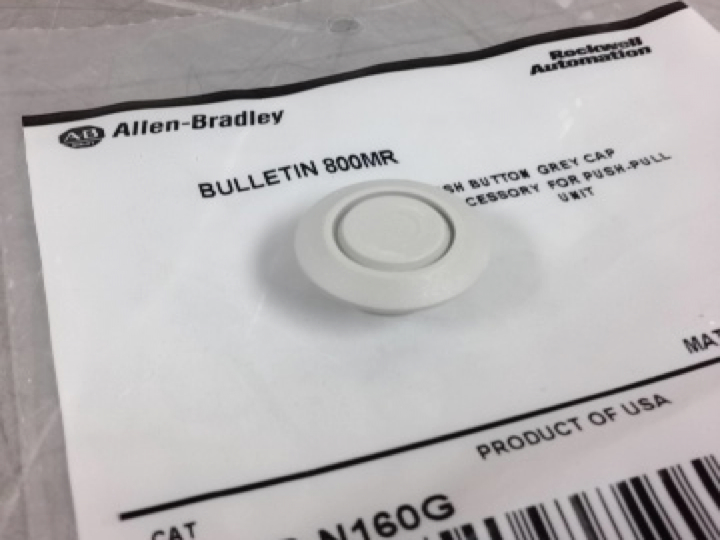 Rockwell
Automation
AB Allen-Bradley
BULLETIN 800MR
SH BUTTON GREY CAP
CESSORY FOR PUSH-PULL
UNIT
MAT
PRODUCT OF USA
CAT
N160G